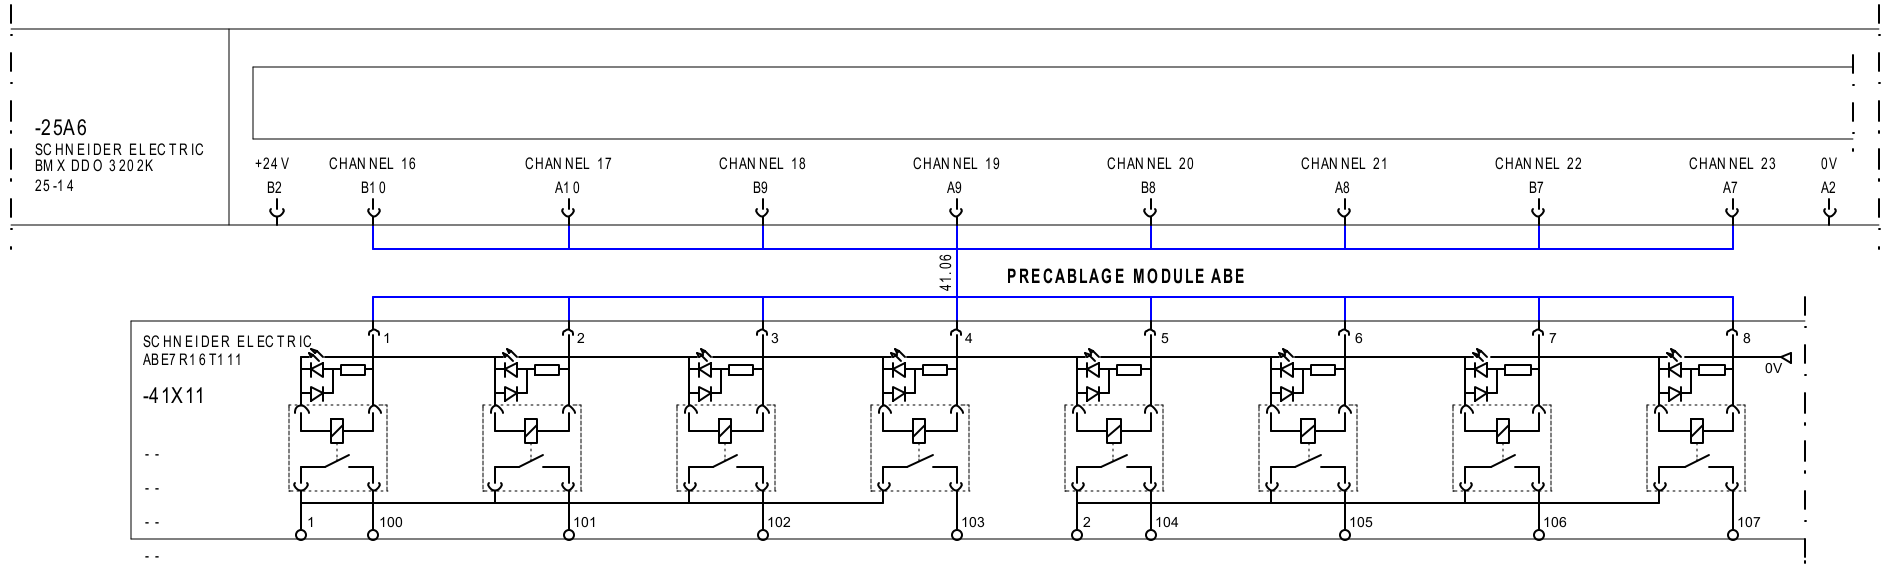 -25A6
SCHNEIDER ELECTRIC
BMX DDO 3202K
25-14
+24V CHANNEL 16 CHANNEL 17 CHANNEL 18 CHANNEL 19 CHANNEL 20 CHANNEL 21 CHANNEL 22 CHANNEL 23 0V
B2 B10 A10 B9 A9 B8 A8 B7 A7 A2
41.06
PRECABLAGE MODULE ABE
SCHNEIDER ELECTRIC
ABE7R16T111
-41X11
1 2 3 4 5 6 7 8
0V
--
--
--
--
1 100 101 102 103 2 104 105 106 107